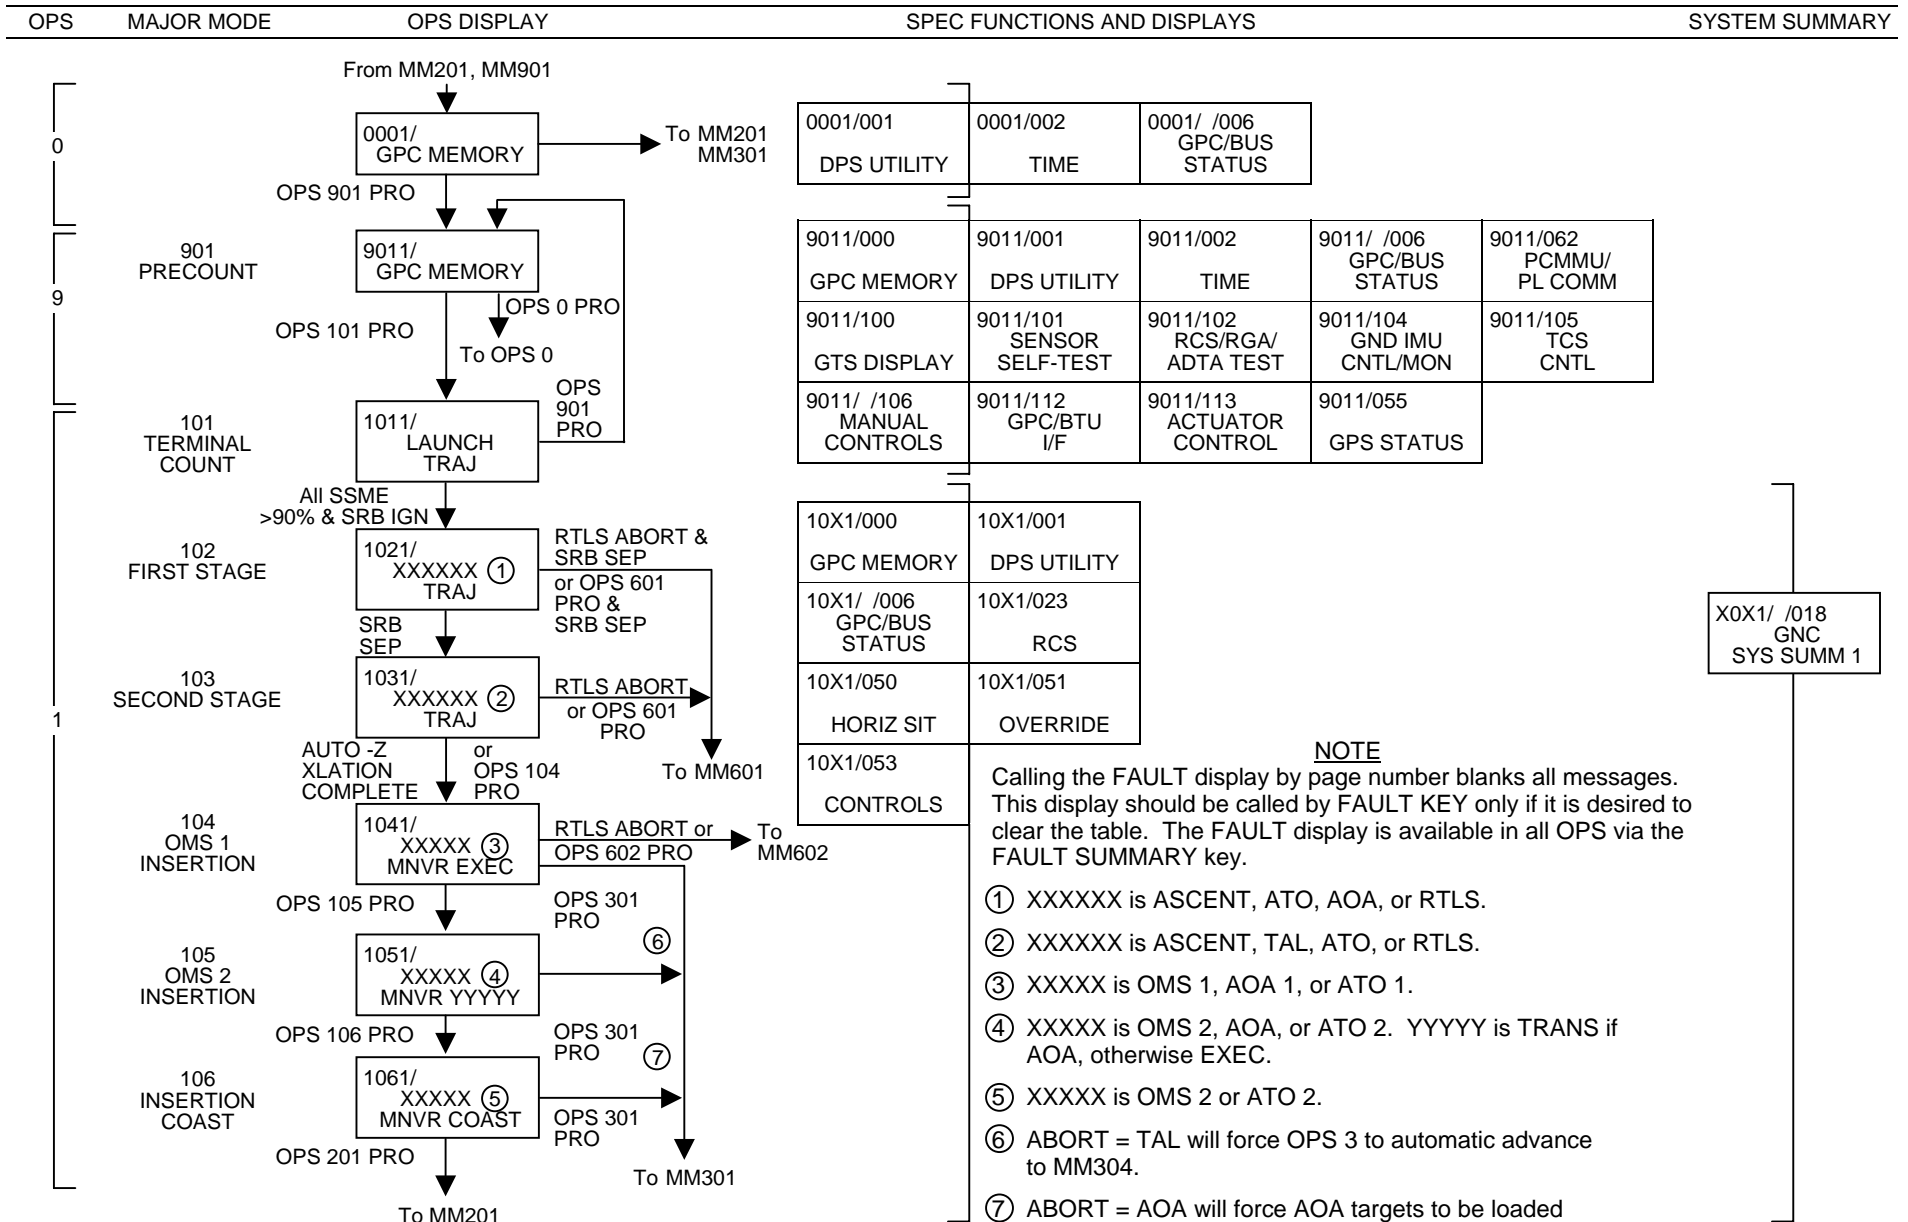 OPS MAJOR MODE OPS DISPLAY SPEC FUNCTIONS AND DISPLAYS SYSTEM SUMMARY
From MM201, MM901
0
0001/
GPC MEMORY
To MM201
MM301
OPS 901 PRO
9
901
PRECOUNT
9011/
GPC MEMORY
OPS 0 PRO
To OPS 0
OPS 101 PRO
OPS
901
PRO
1
101
TERMINAL
COUNT
1011/
LAUNCH
TRAJ
All SSME
>90% & SRB IGN
102
FIRST STAGE
1021/
XXXXXX ①
TRAJ
RTLS ABORT &
SRB SEP
or OPS 601
PRO &
SRB SEP
SRB
SEP
103
SECOND STAGE
1031/
XXXXXX ②
TRAJ
RTLS ABORT
or OPS 601
PRO
To MM601
AUTO -Z
XLATION
COMPLETE
or
OPS 104
PRO
104
OMS 1
INSERTION
1041/
XXXXX ③
MNVR EXEC
RTLS ABORT or
OPS 602 PRO
To
MM602
OPS 105 PRO
OPS 301
PRO
⑥
105
OMS 2
INSERTION
1051/
XXXXX ④
MNVR YYYYY
OPS 106 PRO
OPS 301
PRO
⑦
106
INSERTION
COAST
1061/
XXXXX ⑤
MNVR COAST
OPS 301
PRO
OPS 201 PRO
To MM301
To MM201
0001/001
DPS UTILITY
0001/002
TIME
0001/ /006
GPC/BUS
STATUS
9011/000
GPC MEMORY
9011/001
DPS UTILITY
9011/002
TIME
9011/ /006
GPC/BUS
STATUS
9011/062
PCMMU/
PL COMM
9011/100
GTS DISPLAY
9011/101
SENSOR
SELF-TEST
9011/102
RCS/RGA/
ADTA TEST
9011/104
GND IMU
CNTL/MON
9011/105
TCS
CNTL
9011/ /106
MANUAL
CONTROLS
9011/112
GPC/BTU
I/F
9011/113
ACTUATOR
CONTROL
9011/055
GPS STATUS
10X1/000
GPC MEMORY
10X1/001
DPS UTILITY
10X1/ /006
GPC/BUS
STATUS
10X1/023
RCS
10X1/050
HORIZ SIT
10X1/051
OVERRIDE
10X1/053
CONTROLS
X0X1/ /018
GNC
SYS SUMM 1
NOTE
Calling the FAULT display by page number blanks all messages.
This display should be called by FAULT KEY only if it is desired to
clear the table. The FAULT display is available in all OPS via the
FAULT SUMMARY key.
① XXXXXX is ASCENT, ATO, AOA, or RTLS.
② XXXXXX is ASCENT, TAL, ATO, or RTLS.
③ XXXXX is OMS 1, AOA 1, or ATO 1.
④ XXXXX is OMS 2, AOA, or ATO 2. YYYYY is TRANS if
AOA, otherwise EXEC.
⑤ XXXXX is OMS 2 or ATO 2.
⑥ ABORT = TAL will force OPS 3 to automatic advance
to MM304.
⑦ ABORT = AOA will force AOA targets to be loaded